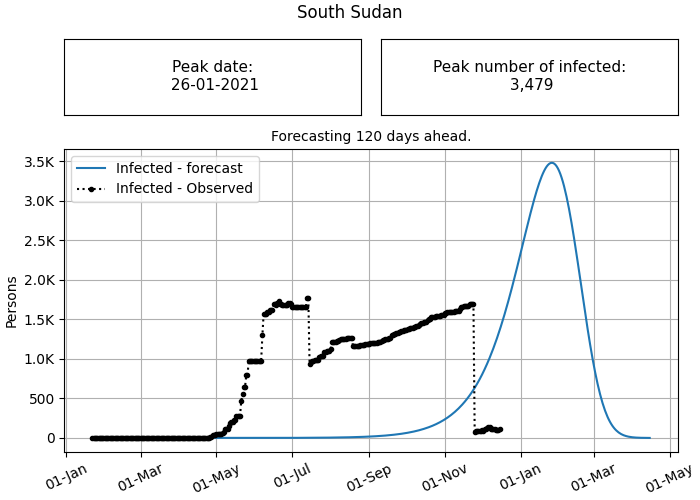 South Sudan
Peak date:
26-01-2021
Peak number of infected:
3,479
Forecasting 120 days ahead.
Infected - forecast
Infected - Observed
3.5K
3.0K
2.5K
2.0K
1.5K
1.0K
500
0
Persons
01-Jan
01-Mar
01-May
01-Jul
01-Sep
01-Nov
01-Jan
01-Mar
01-May